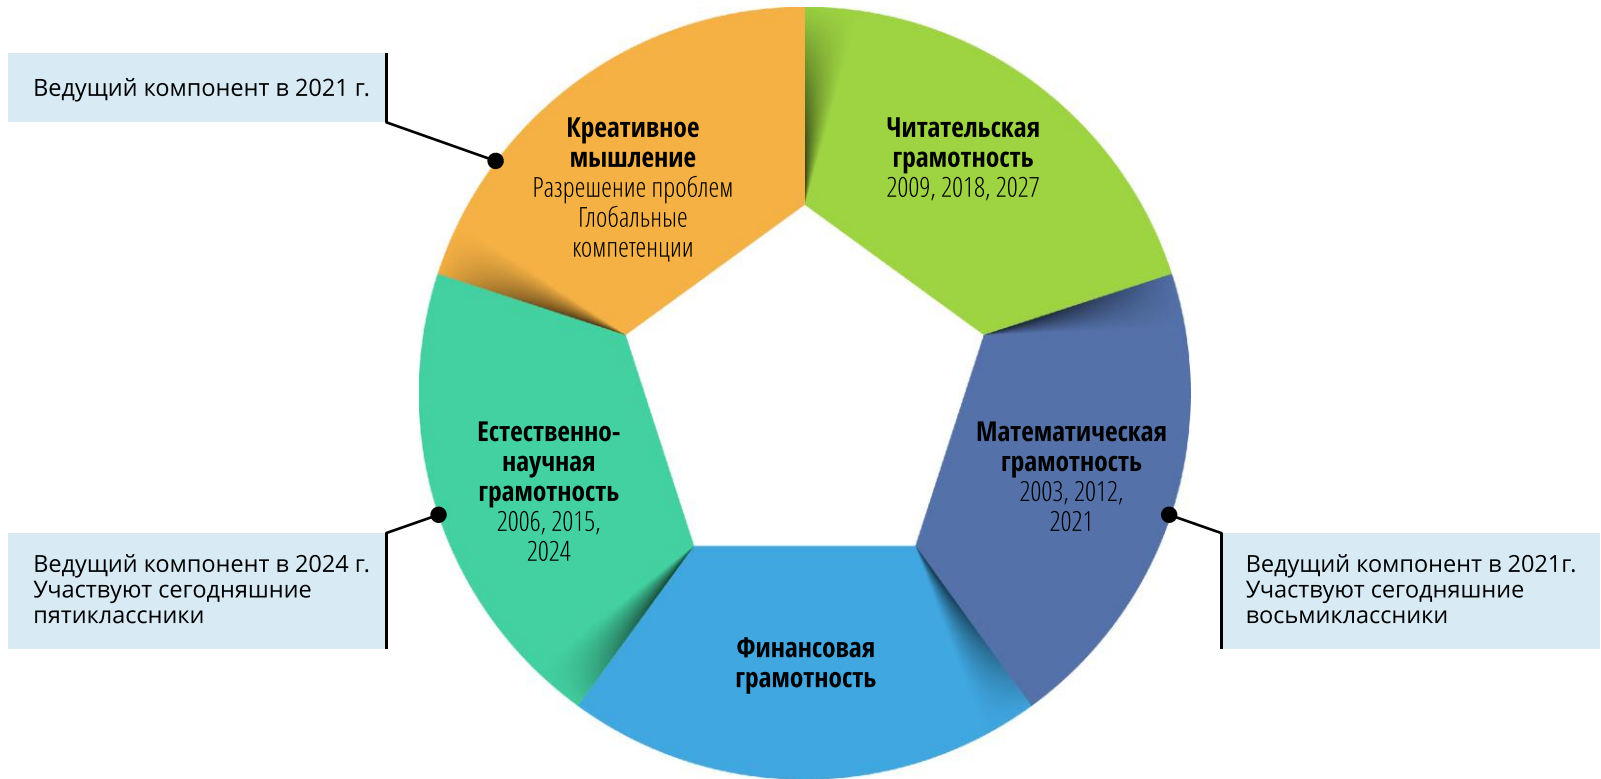 Ведущий компонент в 2021 г.
Креативное
мышление
Разрешение проблем
Глобальные
компетенции
Читательская
грамотность
2009, 2018, 2027
Естественно-
научная
грамотность
2006, 2015,
2024
Математическая
грамотность
2003, 2012,
2021
Ведущий компонент в 2024 г.
Участвуют сегодняшние
пятиклассники
Ведущий компонент в 2021г.
Участвуют сегодняшние
восьмиклассники
Финансовая
грамотность